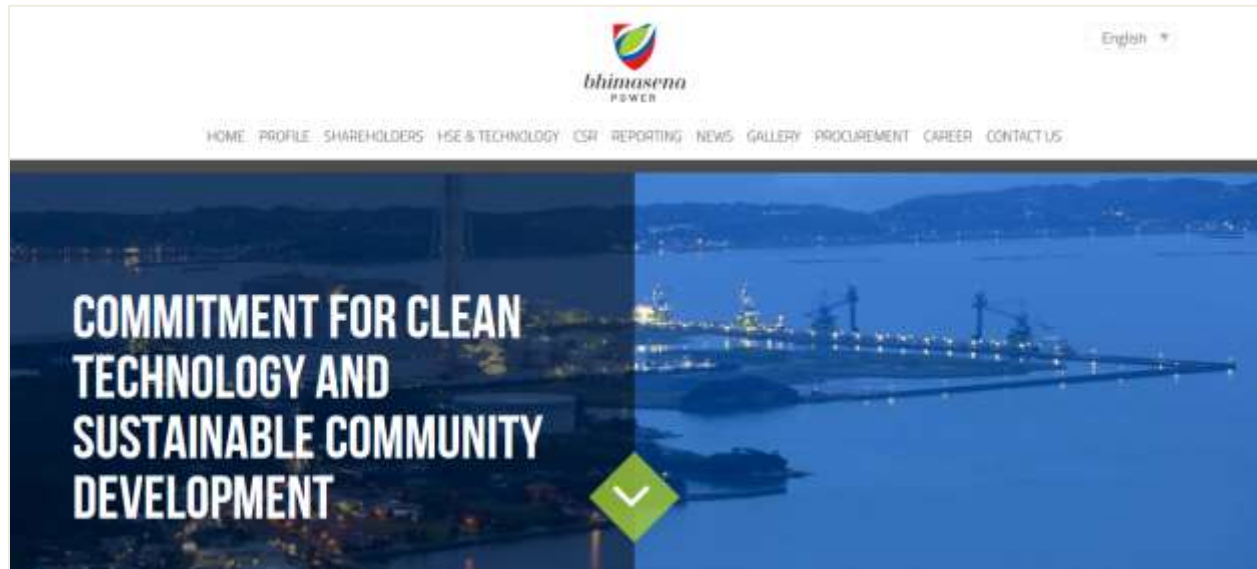 English
bhimasena
POWER
HOME PROFILE SHAREHOLDERS HSE & TECHNOLOGY CSR REPORTING NEWS GALLERY PROCUREMENT CAREER CONTACT US
COMMITMENT FOR CLEAN
TECHNOLOGY AND
SUSTAINABLE COMMUNITY
DEVELOPMENT